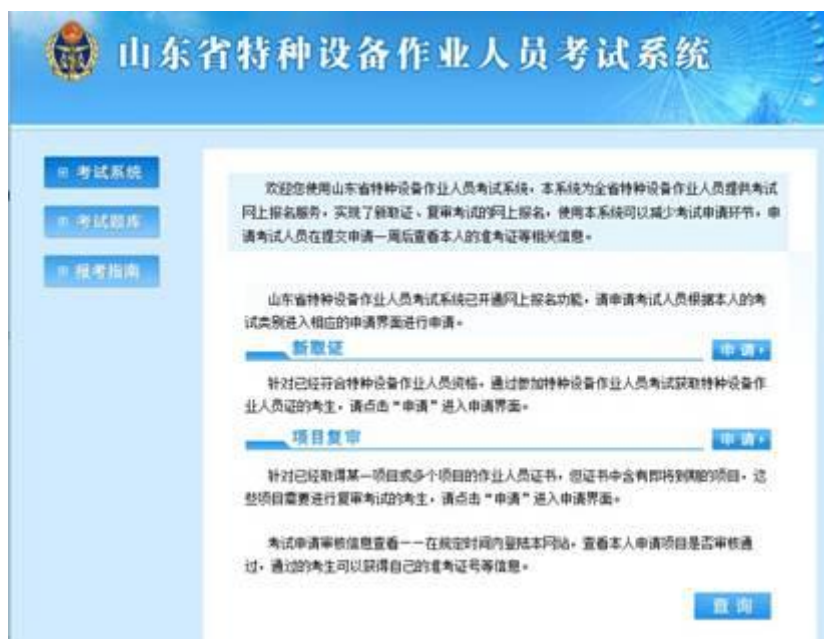 山东省特种设备作业人员考试系统
考试系统
考试题库
报考指南
欢迎您使用山东省特种设备作业人员考试系统，本系统为全省特种设备作业人员提供考试
网上报名服务，实现了新取证、复审考试的网上报名，使用本系统可以减少考试申请环节，申
请考试人员在提交申请一周后查看本人的准考证等相关信息。
山东省特种设备作业人员考试系统已开通网上报名功能，请申请考试人员根据本人的考
试类别进入相应的申请界面进行申请。
新取证
申请
针对已经符合特种设备作业人员资格，通过参加特种设备作业人员考试获取特种设备作
业人员证的考生，请点击“申请”进入申请界面。
项目复审
申请
针对已经取得某一项目或多个项目的作业人员证书，但证书中含有即将到期的项目，这
些项目需要进行复审考试的考生，请点击“申请”进入申请界面。
考试申请审核信息查看——在规定时间内登陆本网站，查看本人申请项目是否审核通
过，通过的考生可以获得自己的准考证号等信息。
查询